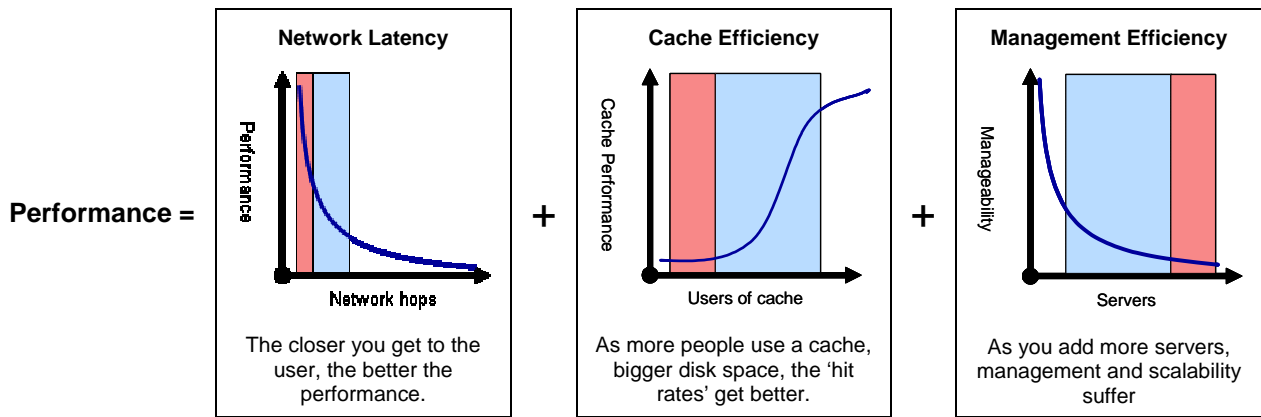 Performance =
Network Latency
Performance
Network hops
The closer you get to the
user, the better the
performance.
+
Cache Efficiency
Cache Performance
Users of cache
As more people use a cache,
bigger disk space, the ‘hit
rates’ get better.
+
Management Efficiency
Manageability
Servers
As you add more servers,
management and scalability
suffer